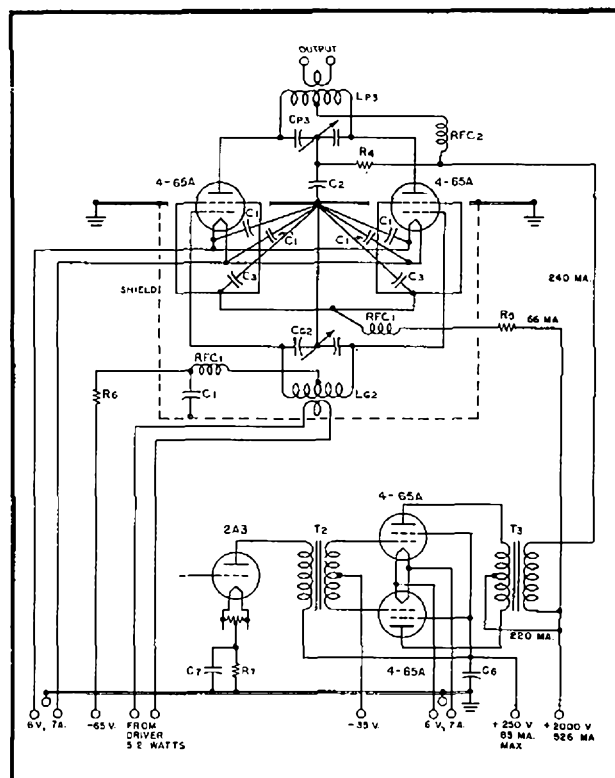 OUTPUT
LP3
CP3
RFC2
R4
4-65A
4-65A
C2
C1
C1
C1
C1
C3
C3
240 MA.
SHIELD
RFC1
R5
66 MA
CG2
RFC1
R6
C1
LG2
4-65A
2A3
T2
T3
220 MA.
4-65A
C7
R7
C6
6 V, 7A.
-65 V.
FROM
DRIVER
5.2 WATTS
-35 V.
6 V, 7A.
+250 V
85 MA.
MAX
+2000 V
526 MA